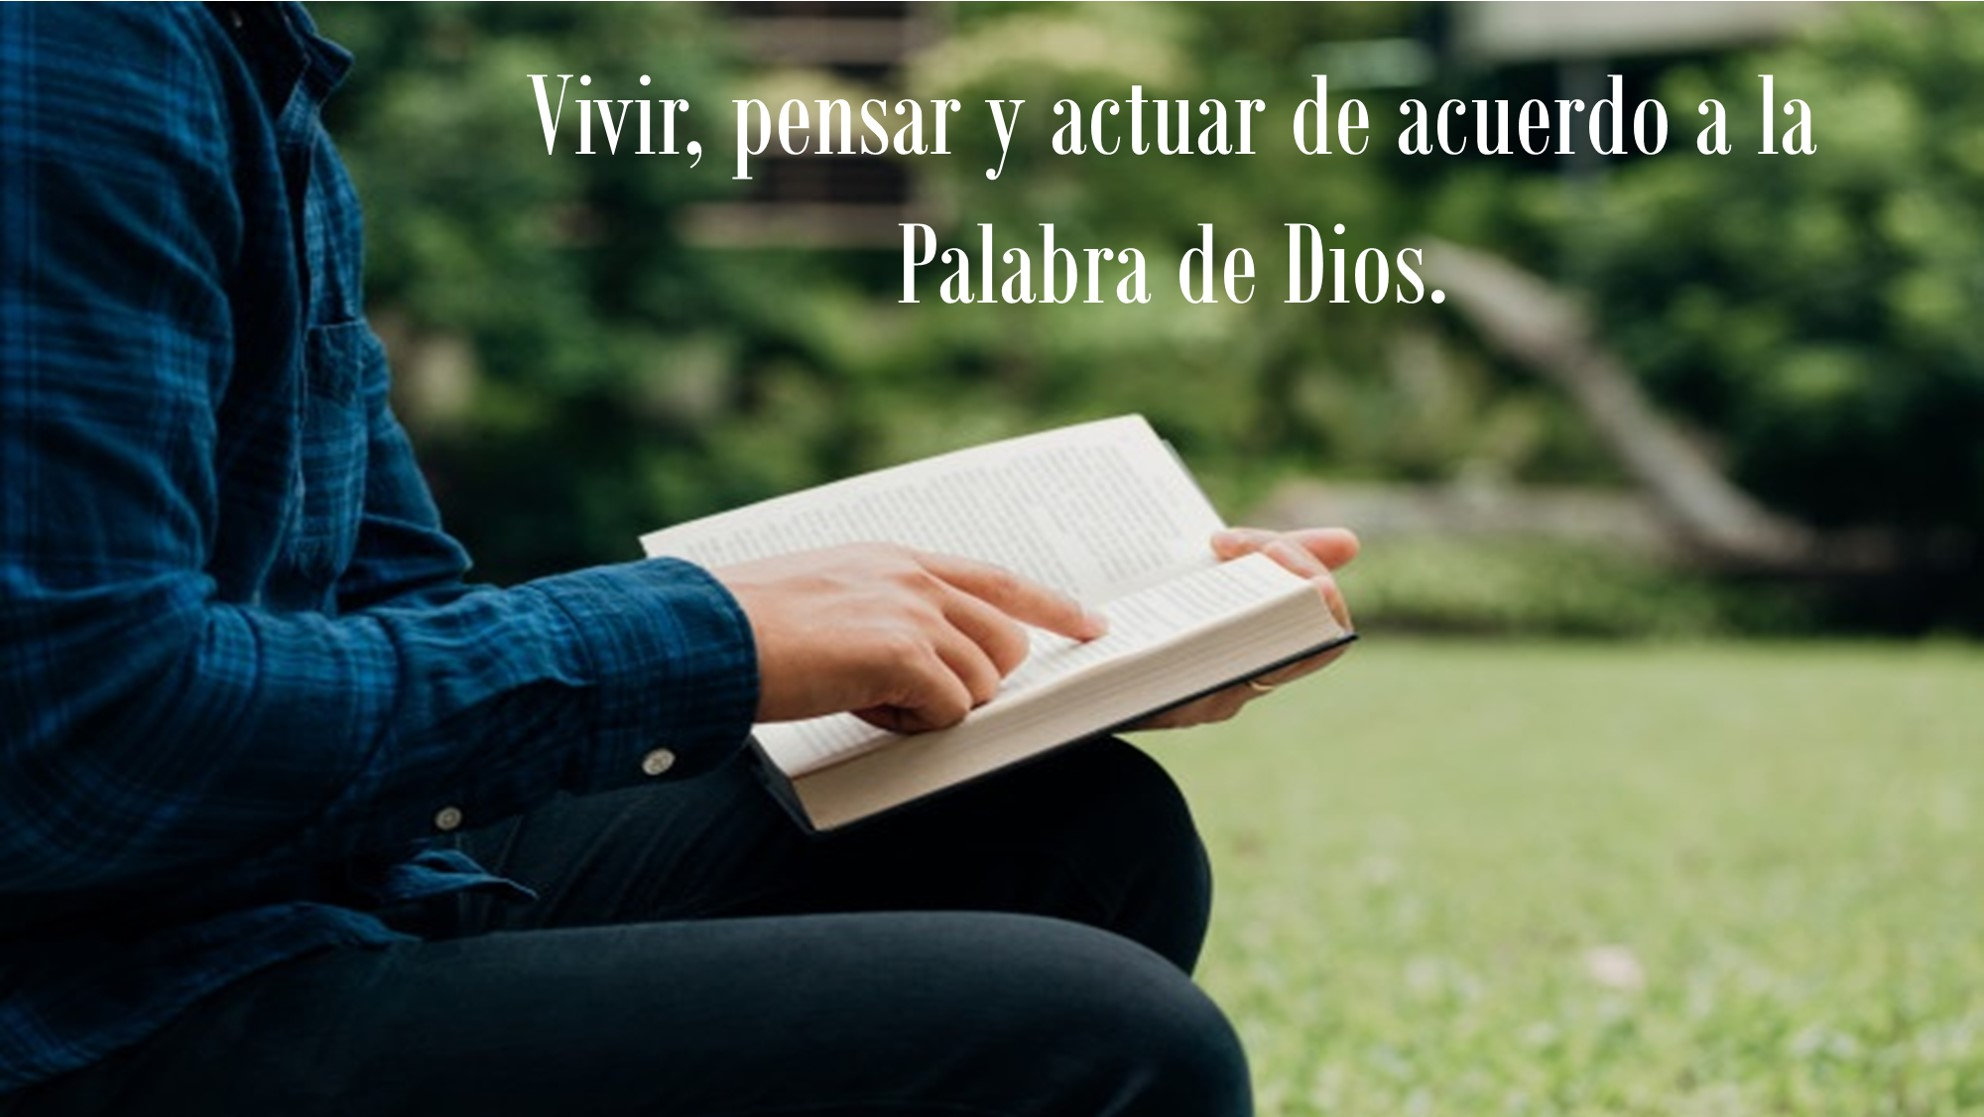 Vivir, pensar y actuar de acuerdo a la
Palabra de Dios.